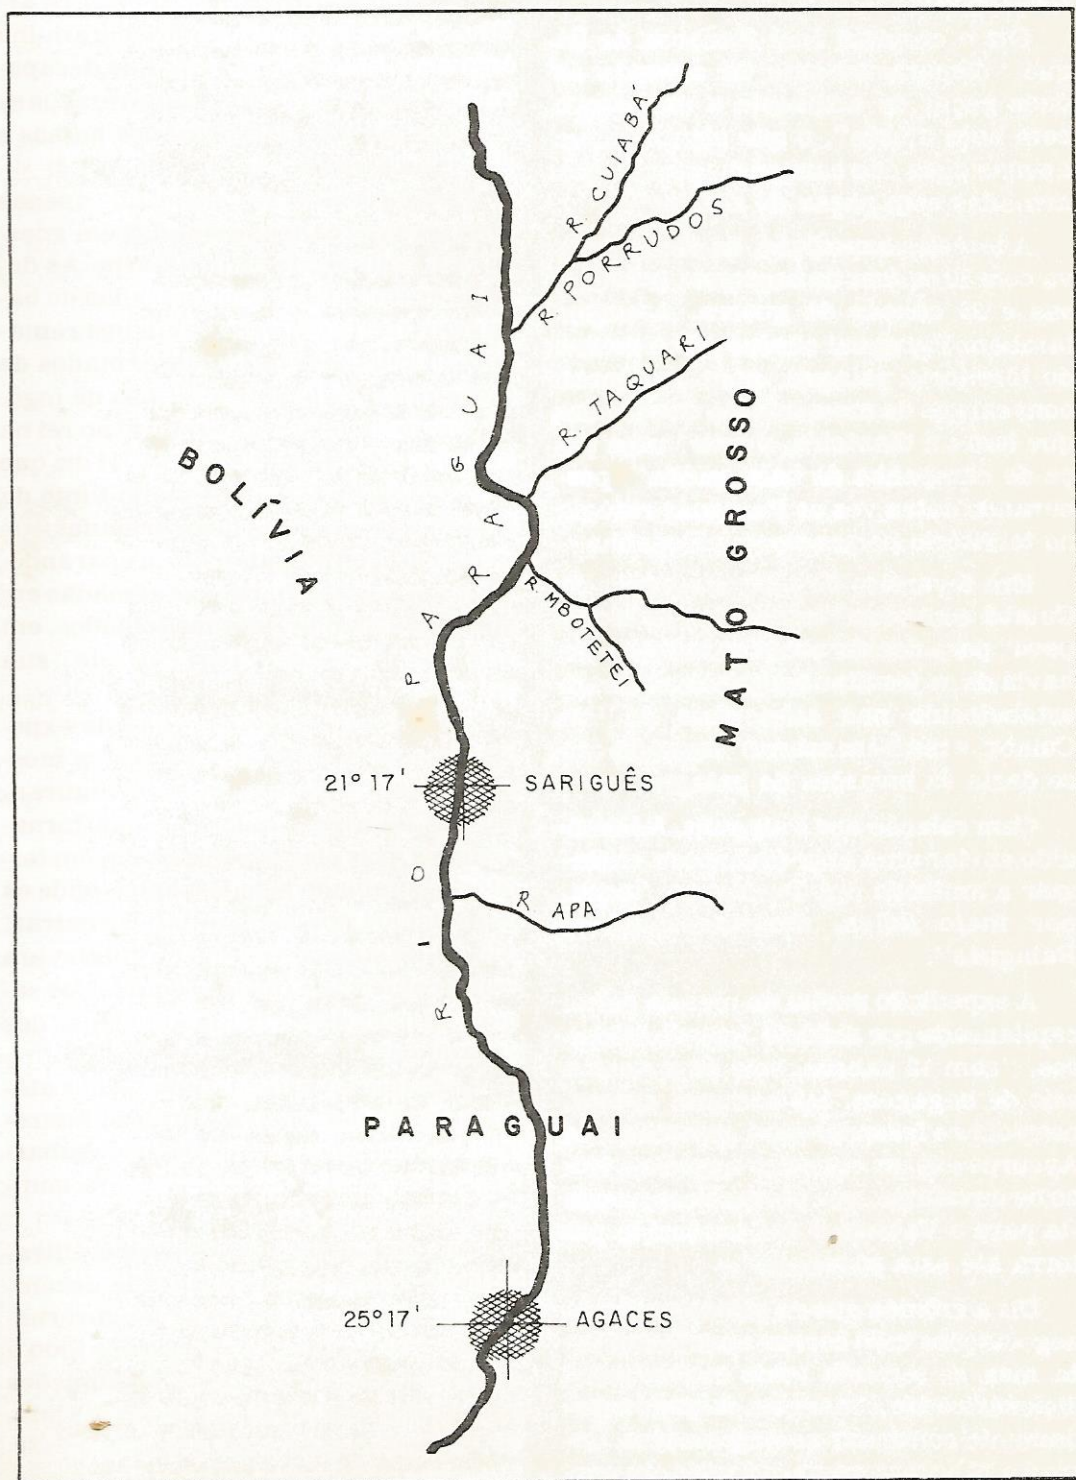 R. CUIABÁ
R. PORRUDOS
R. TAQUARI
BOLÍVIA
MATO GROSSO
R. MBOTETEI
RIO PARAGUAI
21° 17' SARIGUÊS
R APA
PARAGUAI
25° 17' AGACES